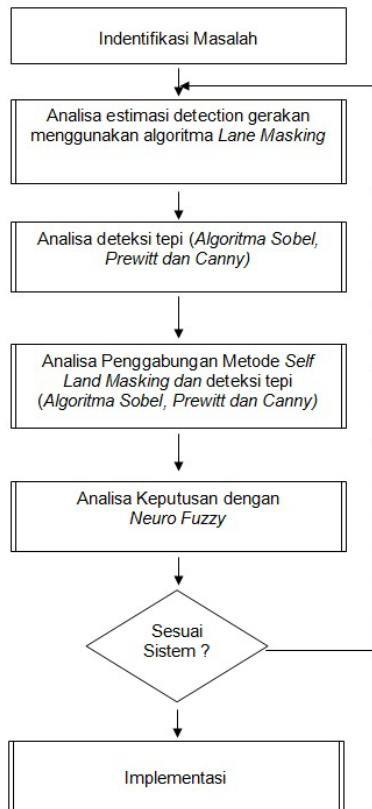 Indentifikasi Masalah
Analisa estimasi detection gerakan
menggunakan algoritma Lane Masking
Analisa deteksi tepi (Algoritma Sobel,
Prewitt dan Canny)
Analisa Penggabungan Metode Self
Land Masking dan deteksi tepi
(Algoritma Sobel, Prewitt dan Canny)
Analisa Keputusan dengan
Neuro Fuzzy
Sesuai
Sistem ?
Implementasi